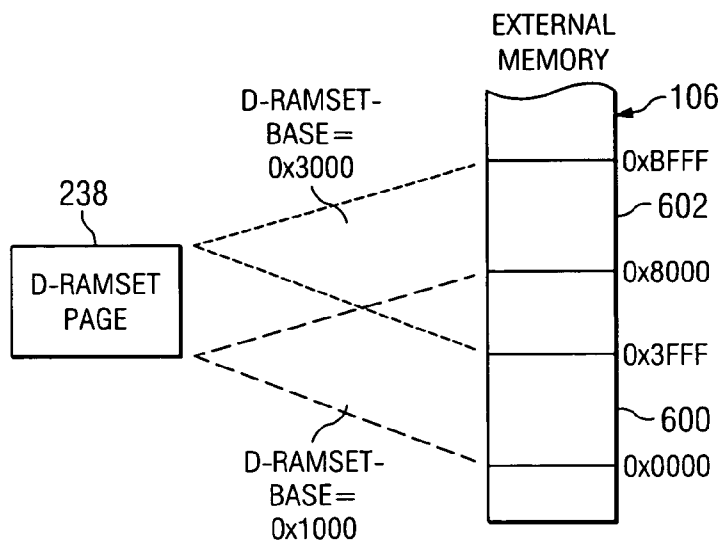 EXTERNAL
MEMORY
106
D-RAMSET-
BASE=
0x3000
0xBFFF
238
602
D-RAMSET
PAGE
0x8000
0x3FFF
600
D-RAMSET-
BASE=
0x1000
0x0000